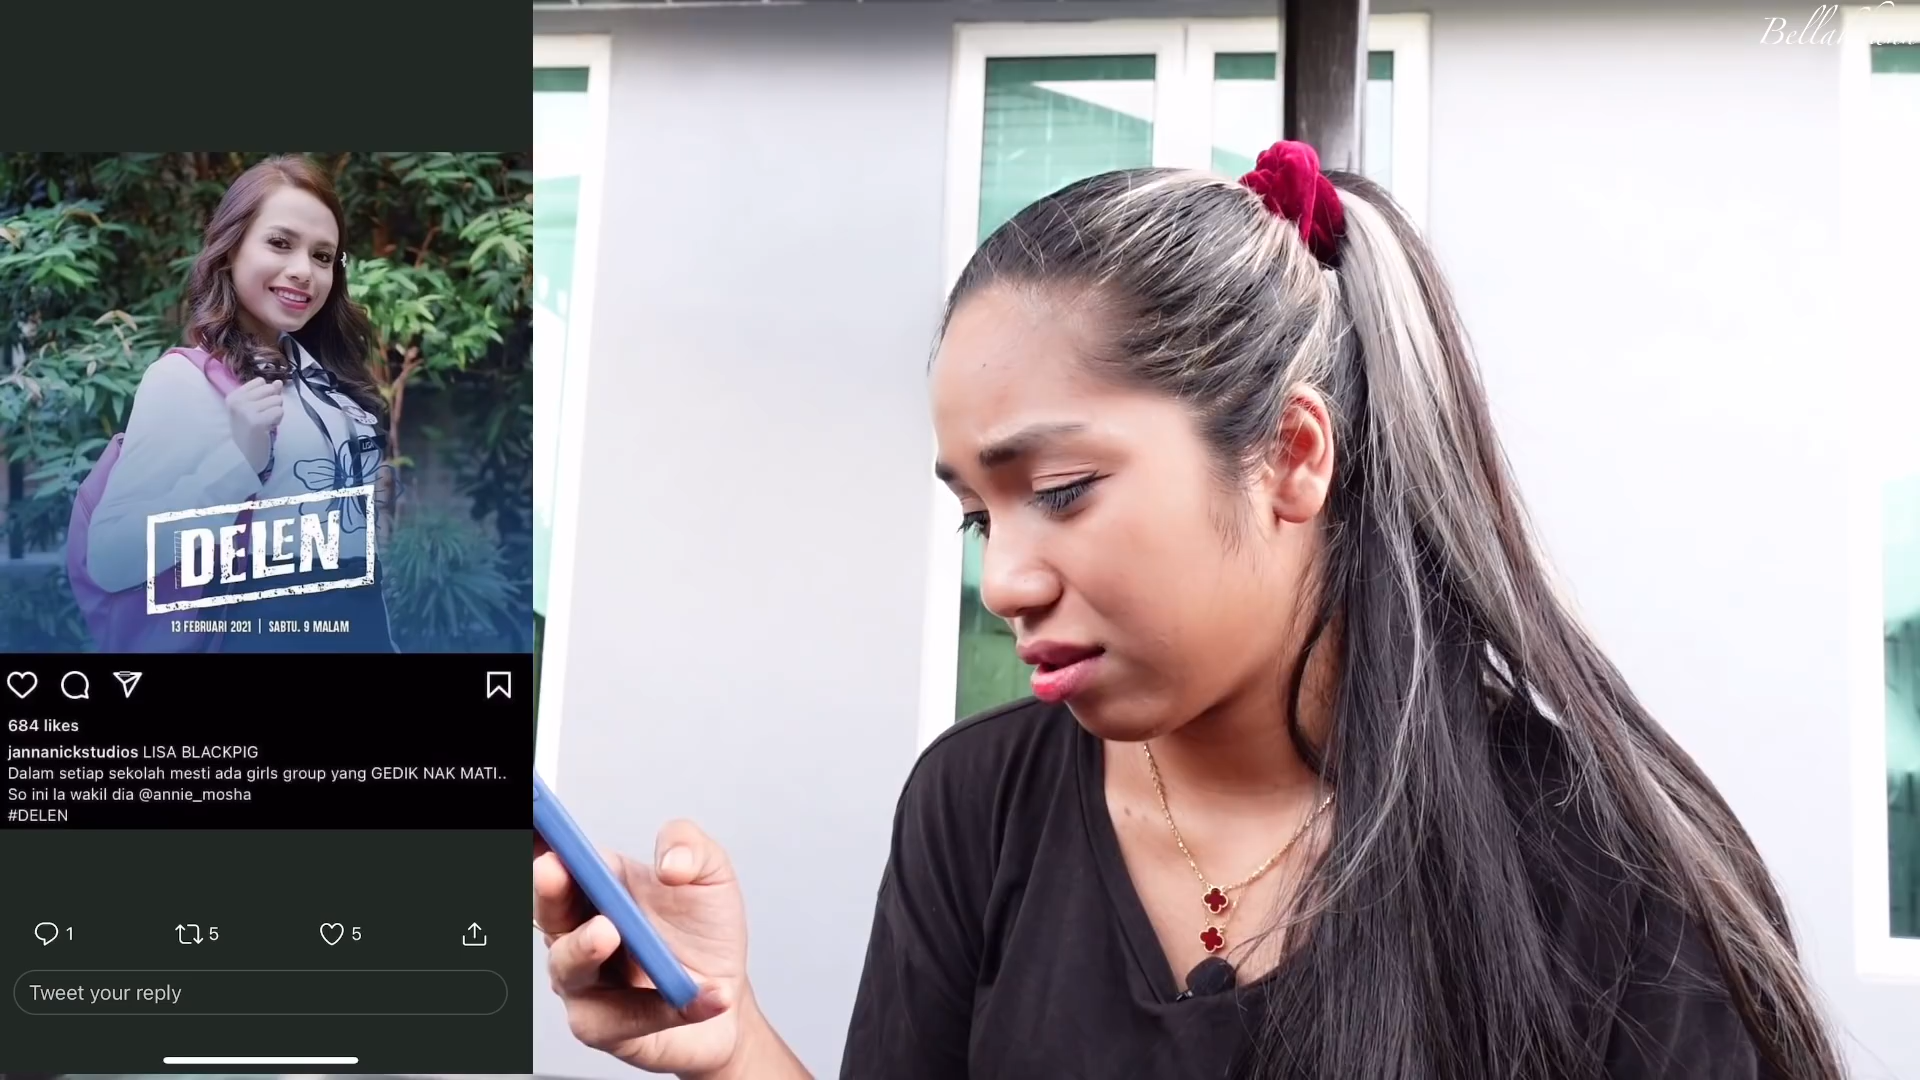 LISA
DELEN
13 FEBRUARI 2021 | SABTU. 9 MALAM
684 likes
jannanickstudios LISA BLACKPIG
Dalam setiap sekolah mesti ada girls group yang GEDIK NAK MATI..
So ini la wakil dia @annie_mosha
#DELEN
1
5
5
Tweet your reply